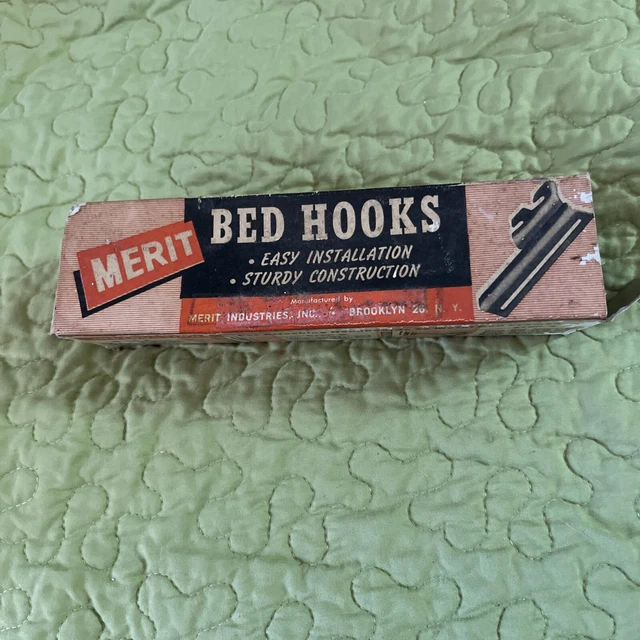 MERIT
BED HOOKS
• EASY INSTALLATION
• STURDY CONSTRUCTION
Manufactured by
MERIT INDUSTRIES, INC. • BROOKLYN 26, N. Y.